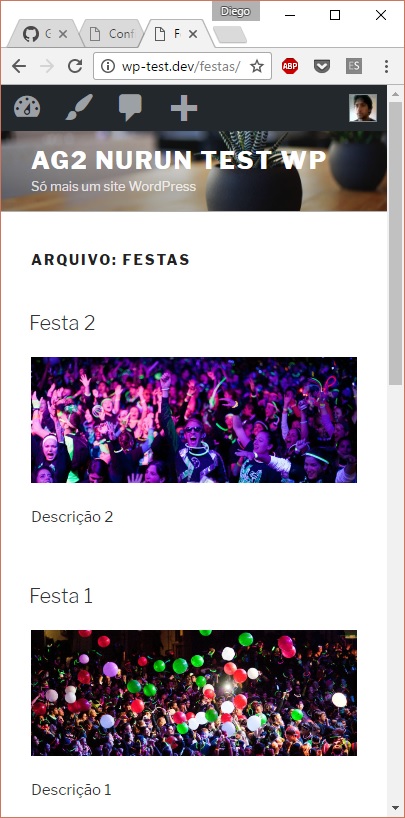 Diego
G
Conf
F
wp-test.dev/festas/
ABP
ES
AG2 NURUN TEST WP
Só mais um site WordPress
ARQUIVO: FESTAS
Festa 2
Descrição 2
Festa 1
Descrição 1